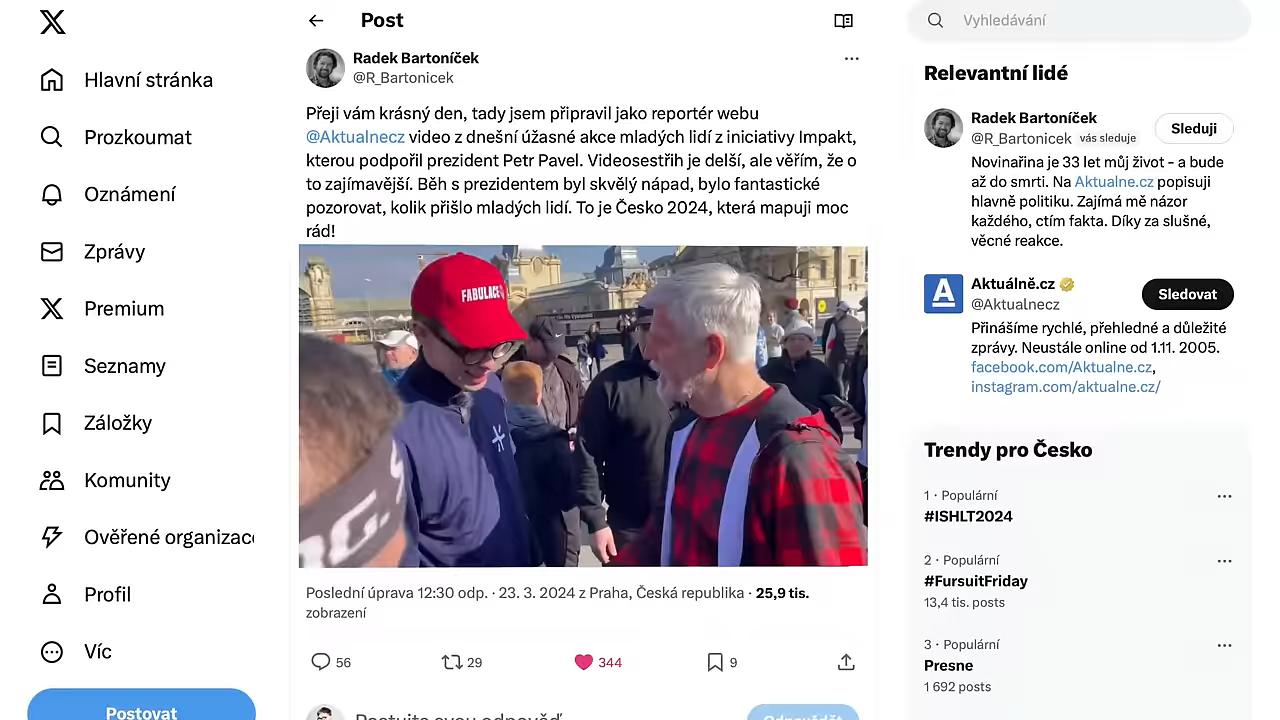 Hlavní stránka
Prozkoumat
Oznámení
Zprávy
Premium
Seznamy
Záložky
Komunity
Ověřené organizace
Profil
Víc
Postovat
Post
Radek Bartoníček
@R_Bartonicek
Přeji vám krásný den, tady jsem připravil jako reportér webu
@Aktualnecz video z dnešní úžasné akce mladých lidí z iniciativy Impakt,
kterou podpořil prezident Petr Pavel. Videosestřih je delší, ale věřím, že o
to zajímavější. Běh s prezidentem byl skvělý nápad, bylo fantastické
pozorovat, kolik přišlo mladých lidí. To je Česko 2024, která mapuji moc
rád!
FABULACE
Poslední úprava 12:30 odp. · 23. 3. 2024 z Praha, Česká republika · 25,9 tis.
zobrazení
56
29
344
9
Postujte svou odpověď
Odpovědět
Vyhledávání
Relevantní lidé
Radek Bartoníček
@R_Bartonicek vás sleduje
Sleduji
Novinařina je 33 let můj život - a bude
až do smrti. Na Aktualne.cz popisuji
hlavně politiku. Zajímá mě názor
každého, ctím fakta. Díky za slušné,
věcné reakce.
A
Aktuálně.cz
@Aktualnecz
Sledovat
Přinášíme rychlé, přehledné a důležité
zprávy. Neustále online od 1.11. 2005.
facebook.com/Aktualne.cz,
instagram.com/aktualne.cz/
Trendy pro Česko
1 · Populární
#ISHLT2024
2 · Populární
#FursuitFriday
13,4 tis. posts
3 · Populární
Presne
1 692 posts